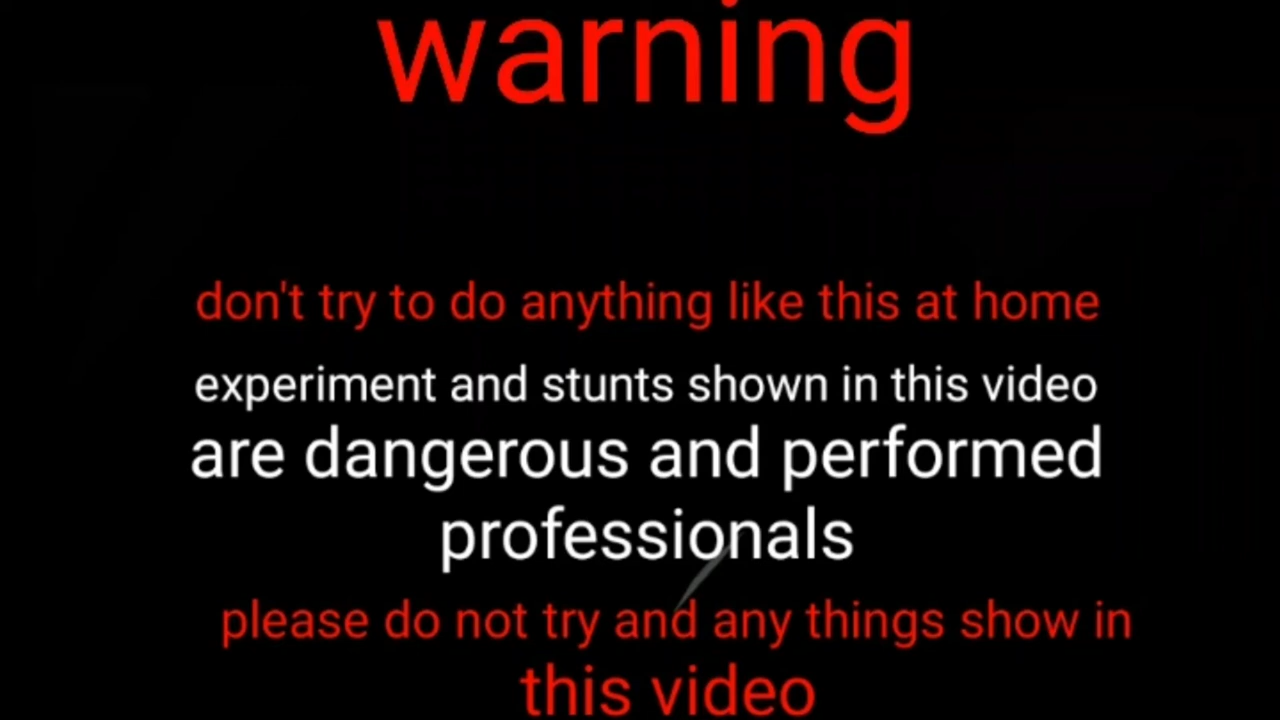 warning
don't try to do anything like this at home
experiment and stunts shown in this video
are dangerous and performed
professionals
please do not try and any things show in
this video